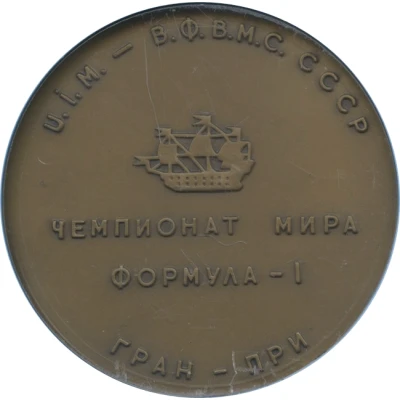 U.I.M. – В.Ф.В.М.С. СССР
ЧЕМПИОНАТ МИРА
ФОРМУЛА – 1
ГРАН – ПРИ